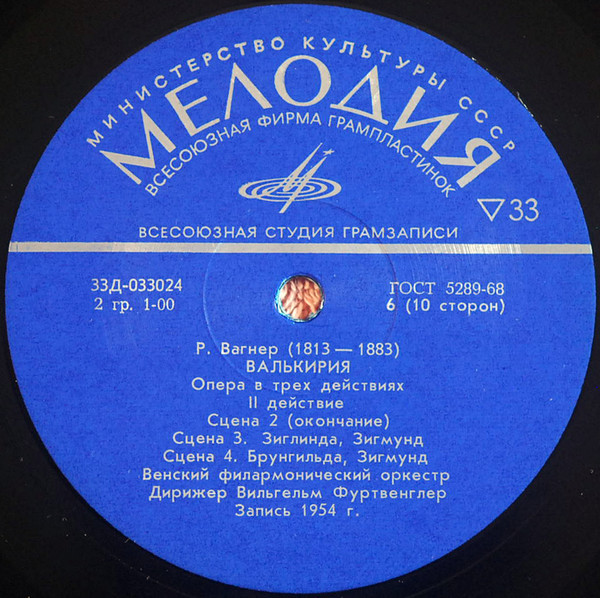 МИНИСТЕРСТВО КУЛЬТУРЫ СССР
МЕЛОДИЯ
ВСЕСОЮЗНАЯ ФИРМА ГРАМПЛАСТИНОК
▽33
ВСЕСОЮЗНАЯ СТУДИЯ ГРАМЗАПИСИ
33Д-033024
2 гр. 1-00
ГОСТ 5289-68
6 (10 сторон)
Р. Вагнер (1813 — 1883)
ВАЛЬКИРИЯ
Опера в трех действиях
II действие
Сцена 2 (окончание)
Сцена 3. Зиглинда, Зигмунд
Сцена 4. Брунгильда, Зигмунд
Венский филармонический оркестр
Дирижер Вильгельм Фуртвенглер
Запись 1954 г.